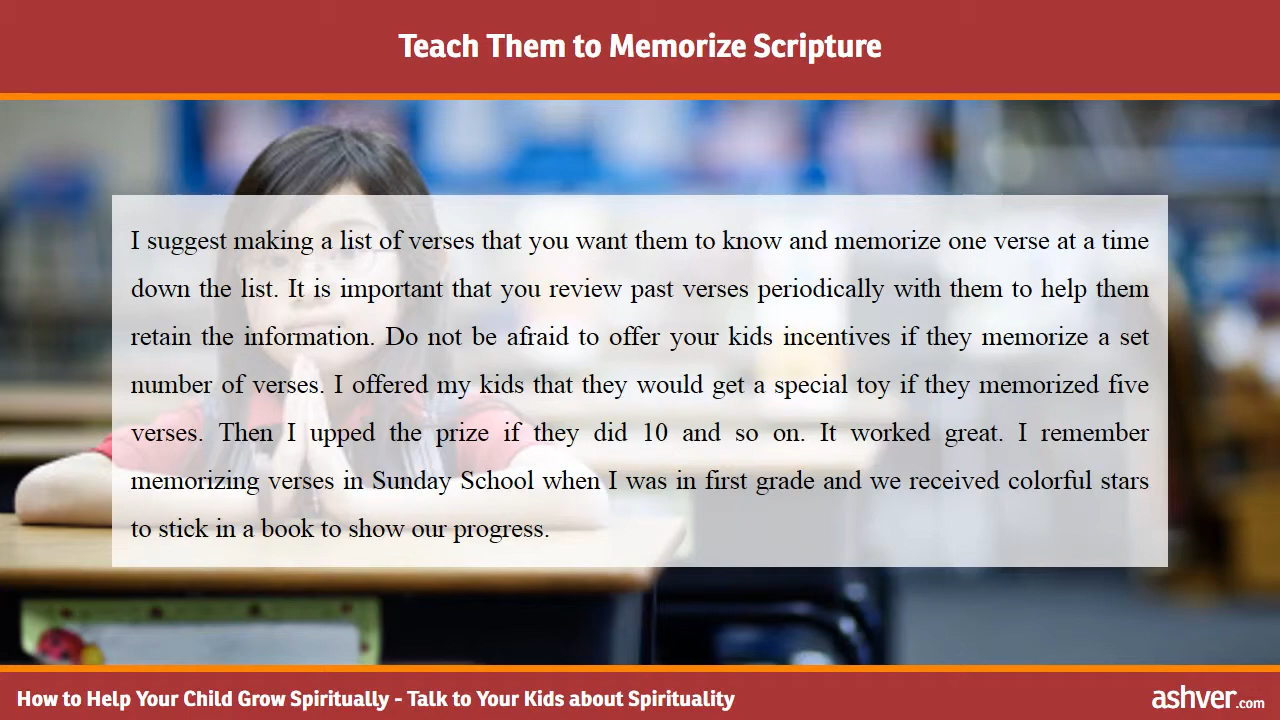 Teach Them to Memorize Scripture
I suggest making a list of verses that you want them to know and memorize one verse at a time
down the list. It is important that you review past verses periodically with them to help them
retain the information. Do not be afraid to offer your kids incentives if they memorize a set
number of verses. I offered my kids that they would get a special toy if they memorized five
verses. Then I upped the prize if they did 10 and so on. It worked great. I remember
memorizing verses in Sunday School when I was in first grade and we received colorful stars
to stick in a book to show our progress.
How to Help Your Child Grow Spiritually - Talk to Your Kids about Spirituality
ashver.com